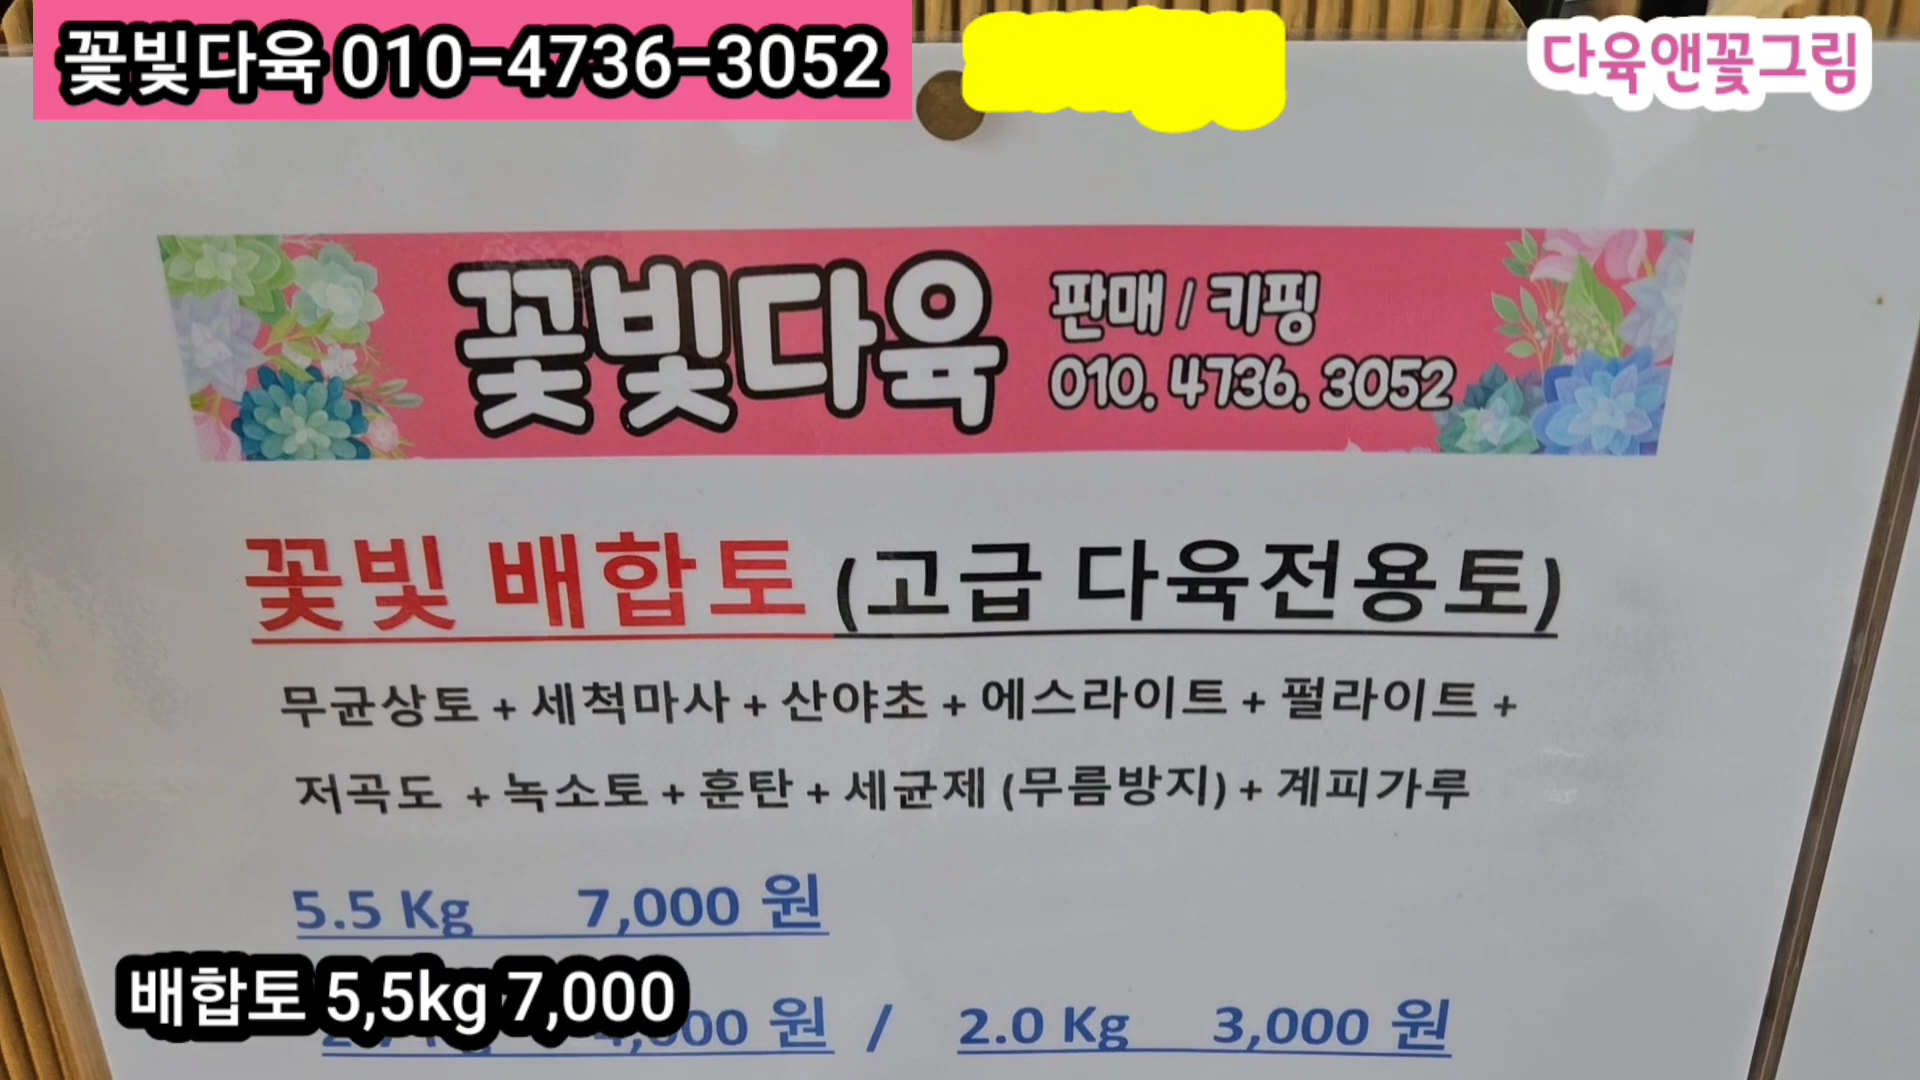 꽃빛다육 010-4736-3052
다육앤꽃그림
꽃빛다육
판매 / 키핑
010. 4736. 3052
꽃빛 배합토 (고급 다육전용토)
무균상토 + 세척마사 + 산야초 + 에스라이트 + 펄라이트 +
저곡도 + 녹소토 + 훈탄 + 세균제 (무름방지) + 계피가루
5.5 Kg 7,000 원
배합토 5,5kg 7,000
원 / 2.0 Kg 3,000 원